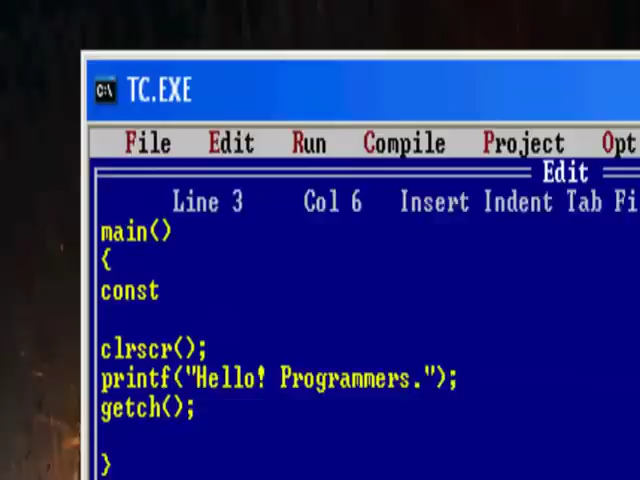 TC.EXE
File Edit Run Compile Project Opt
Edit
Line 3 Col 6 Insert Indent Tab Fi
main()
{
const
clrscr();
printf("Hello! Programmers.");
getch();
}